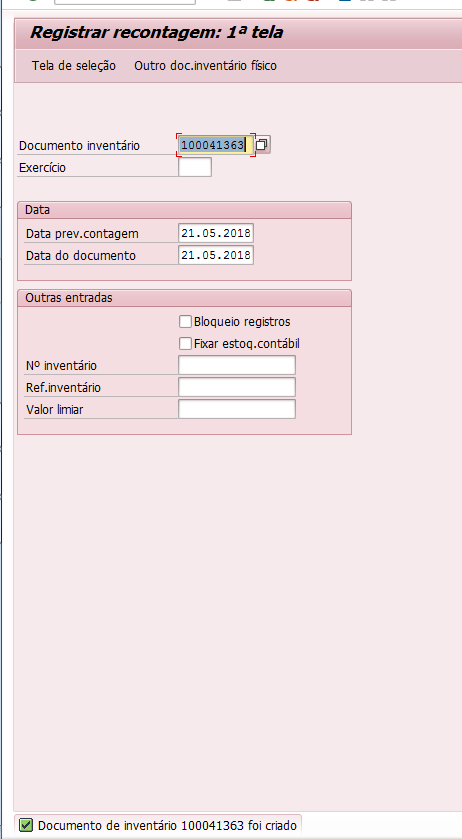 Registrar recontagem: 1ª tela
Tela de seleção Outro doc.inventário físico
Documento inventário 100041363
Exercício
Data
Data prev.contagem 21.05.2018
Data do documento 21.05.2018
Outras entradas
Bloqueio registros
Fixar estoq.contábil
Nº inventário
Ref.inventário
Valor limiar
Documento de inventário 100041363 foi criado